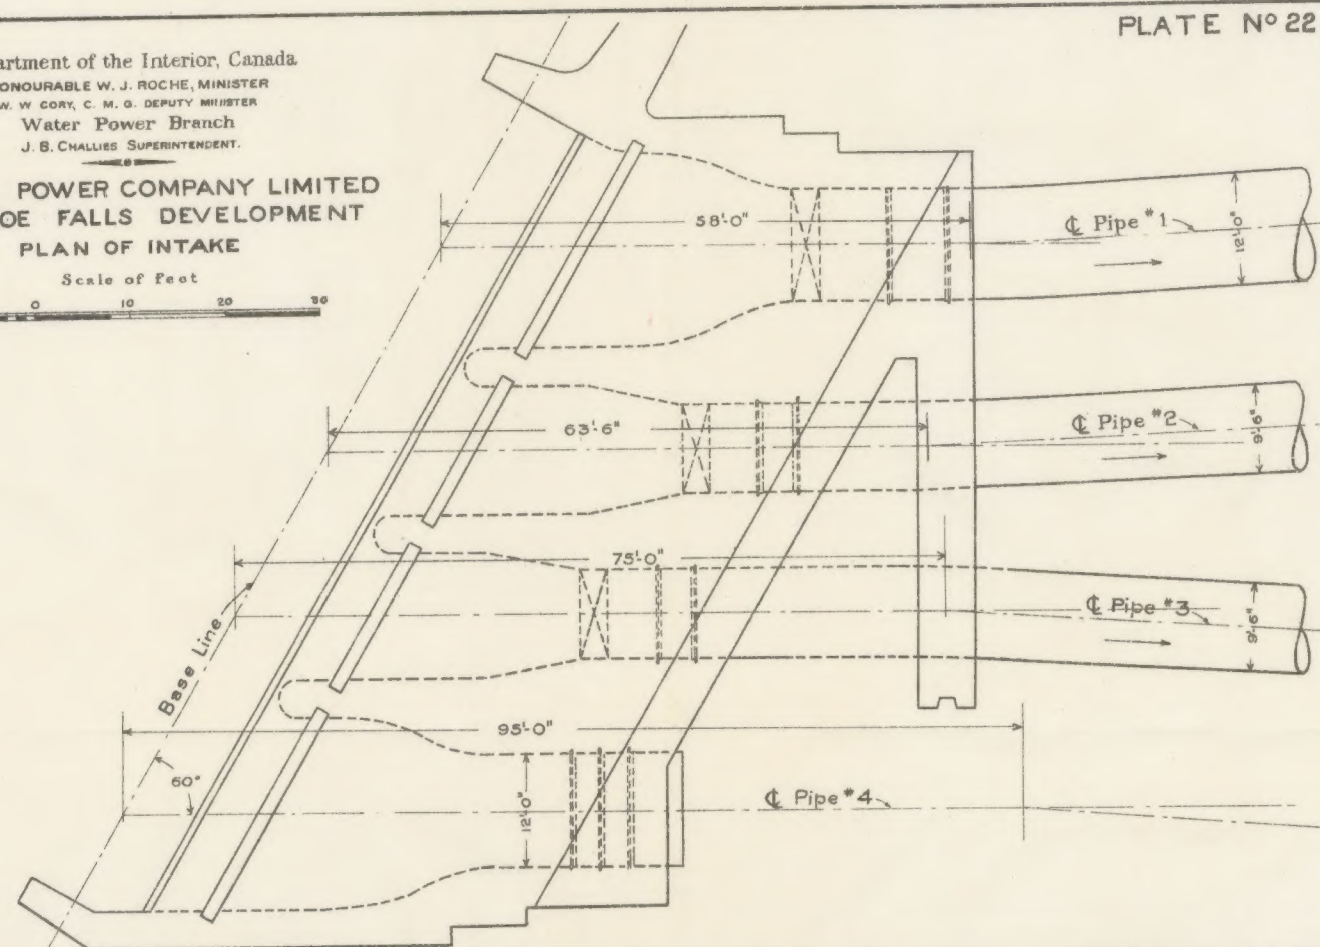 PLATE Nº 22
artment of the Interior, Canada
ONOURABLE W. J. ROCHE, MINISTER
W. W CORY, C. M. G. DEPUTY MINISTER
Water Power Branch
J. B. CHALLIES SUPERINTENDENT.
POWER COMPANY LIMITED
OE FALLS DEVELOPMENT
PLAN OF INTAKE
Scale of feet
0 10 20 30
58'-0"
℄ Pipe #1
12'-0"
63'-6"
℄ Pipe #2
9'-6"
75'-0"
℄ Pipe #3
9'-6"
Base Line
95'-0"
60°
12'-0"
℄ Pipe #4